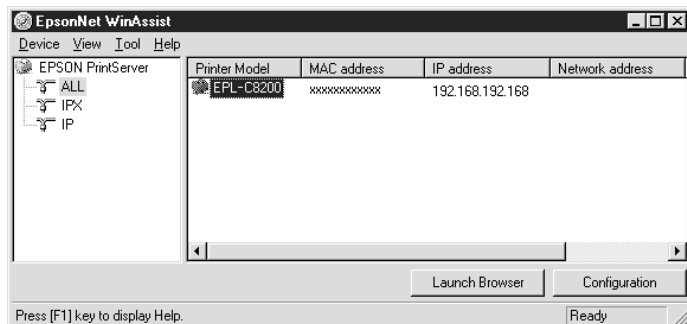 EpsonNet WinAssist
Device View Tool Help
EPSON PrintServer
ALL
IPX
IP
Printer Model MAC address IP address Network address
EPL-C8200 xxxxxxxxxxxx 192.168.192.168
Launch Browser Configuration
Press [F1] key to display Help. Ready